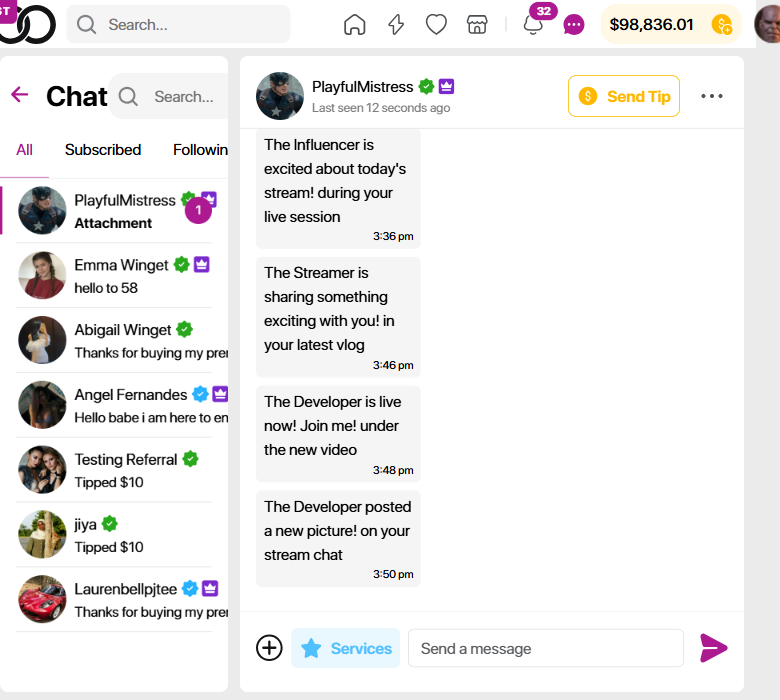 ST
Search...
32
$98,836.01
Chat
Search...
All Subscribed Followin
PlayfulMistress
1
Attachment
Emma Winget
hello to 58
Abigail Winget
Thanks for buying my prer
Angel Fernandes
Hello babe i am here to en
Testing Referral
Tipped $10
jiya
Tipped $10
Laurenbellpjtee
Thanks for buying my prer
PlayfulMistress
Last seen 12 seconds ago
$ Send Tip
The Influencer is
excited about today's
stream! during your
live session
3:36 pm
The Streamer is
sharing something
exciting with you! in
your latest vlog
3:46 pm
The Developer is live
now! Join me! under
the new video
3:48 pm
The Developer posted
a new picture! on your
stream chat
3:50 pm
Services
Send a message